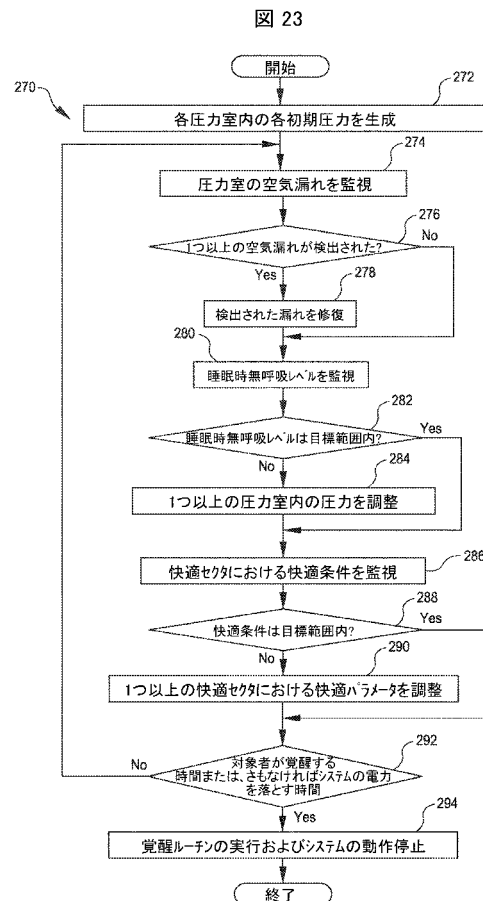 図 23
開始
270
272
各圧力室内の各初期圧力を生成
274
圧力室の空気漏れを監視
276
1つ以上の空気漏れが検出された?
No
Yes
278
検出された漏れを修復
280
睡眠時無呼吸ﾚﾍﾞﾙを監視
282
睡眠時無呼吸ﾚﾍﾞﾙは目標範囲内?
Yes
No
284
1つ以上の圧力室内の圧力を調整
286
快適ｾｸﾀにおける快適条件を監視
288
快適条件は目標範囲内?
Yes
No
290
1つ以上の快適ｾｸﾀにおける快適ﾊﾟﾗﾒｰﾀを調整
292
対象者が覚醒する
時間または、さもなければｼｽﾃﾑの電力
を落とす時間
No
Yes
294
覚醒ﾙｰﾁﾝの実行およびｼｽﾃﾑの動作停止
終了